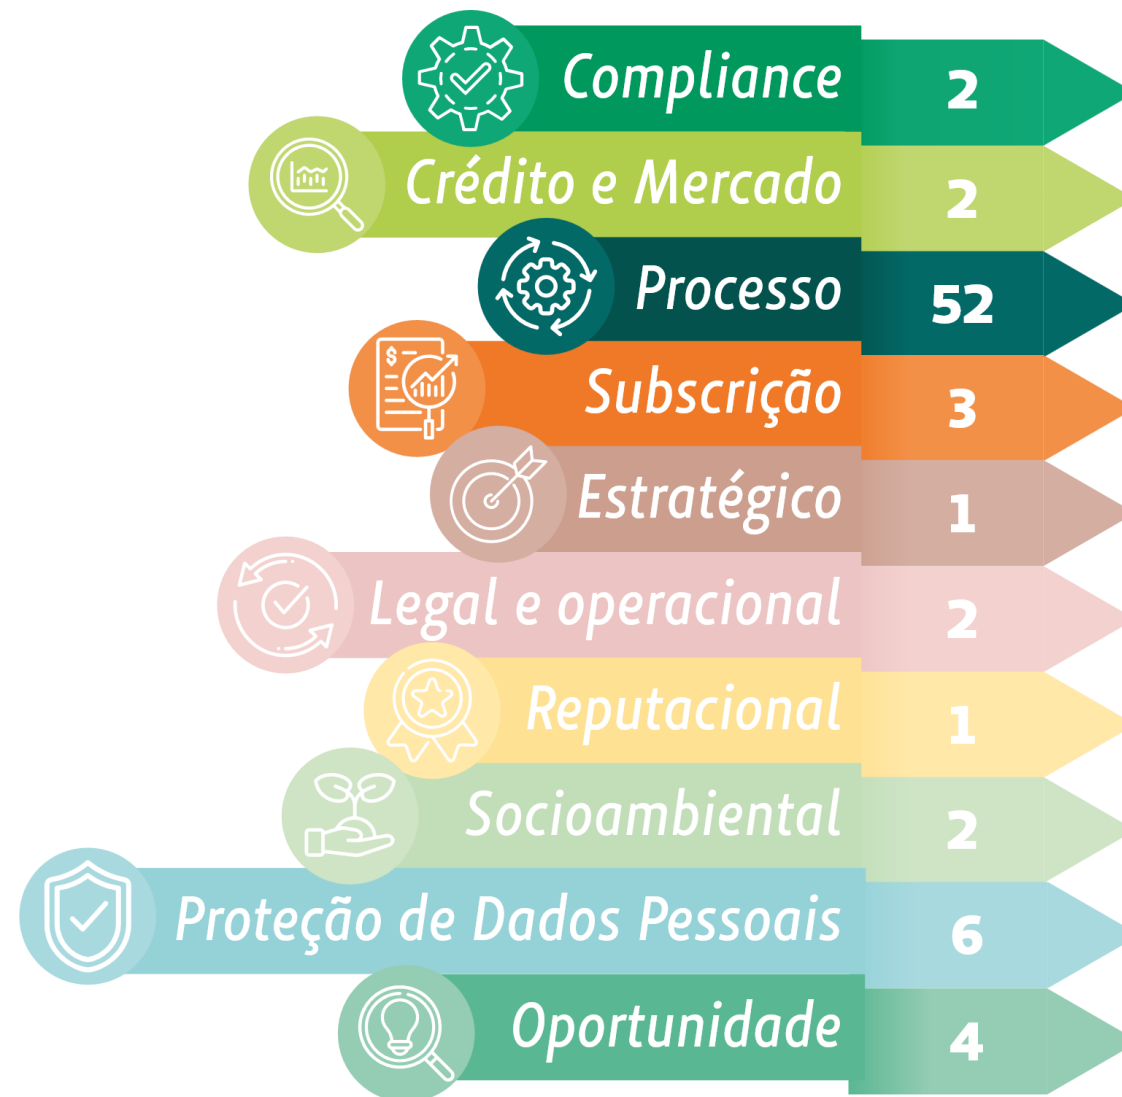 Compliance 2
Crédito e Mercado 2
Processo 52
$
Subscrição 3
Estratégico 1
Legal e operacional 2
Reputacional 1
Socioambiental 2
Proteção de Dados Pessoais 6
Oportunidade 4